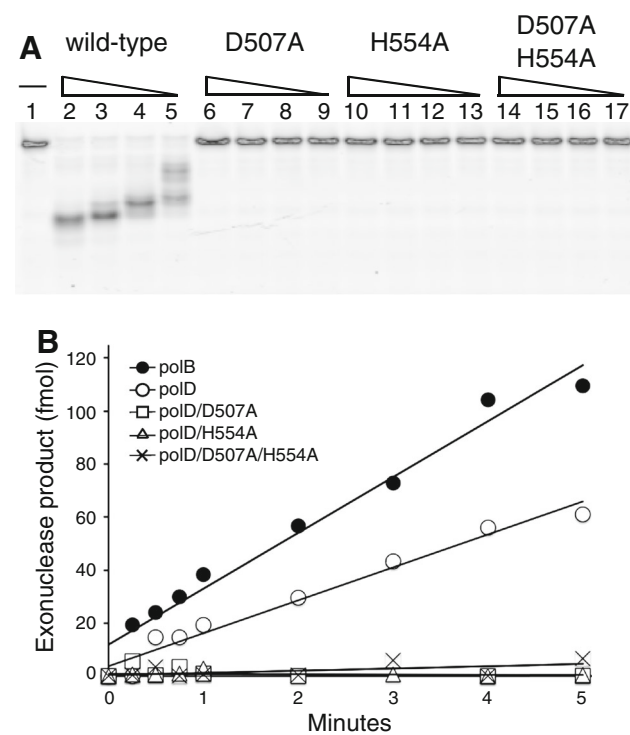 A
wild-type D507A H554A D507A H554A
— 1 2 3 4 5 6 7 8 9 10 11 12 13 14 15 16 17
B
Exonuclease product (fmol)
120
100
80
60
40
20
0
polB
polD
polD/D507A
polD/H554A
polD/D507A/H554A
0 1 2 3 4 5
Minutes